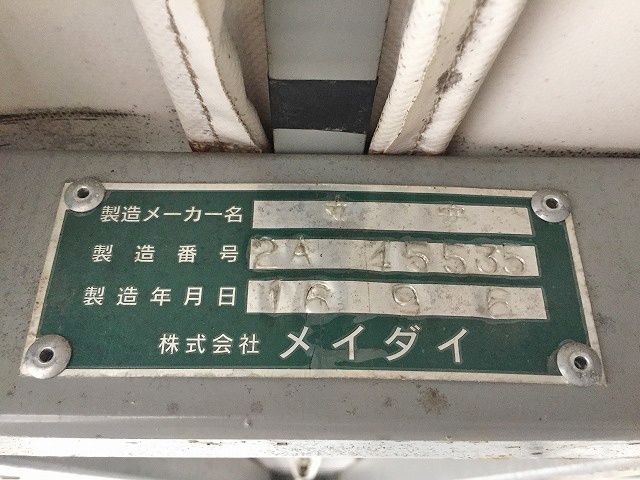 製造メーカー名
製造番号 2A 45535
製造年月日 16 9 8
株式会社 メイダイ